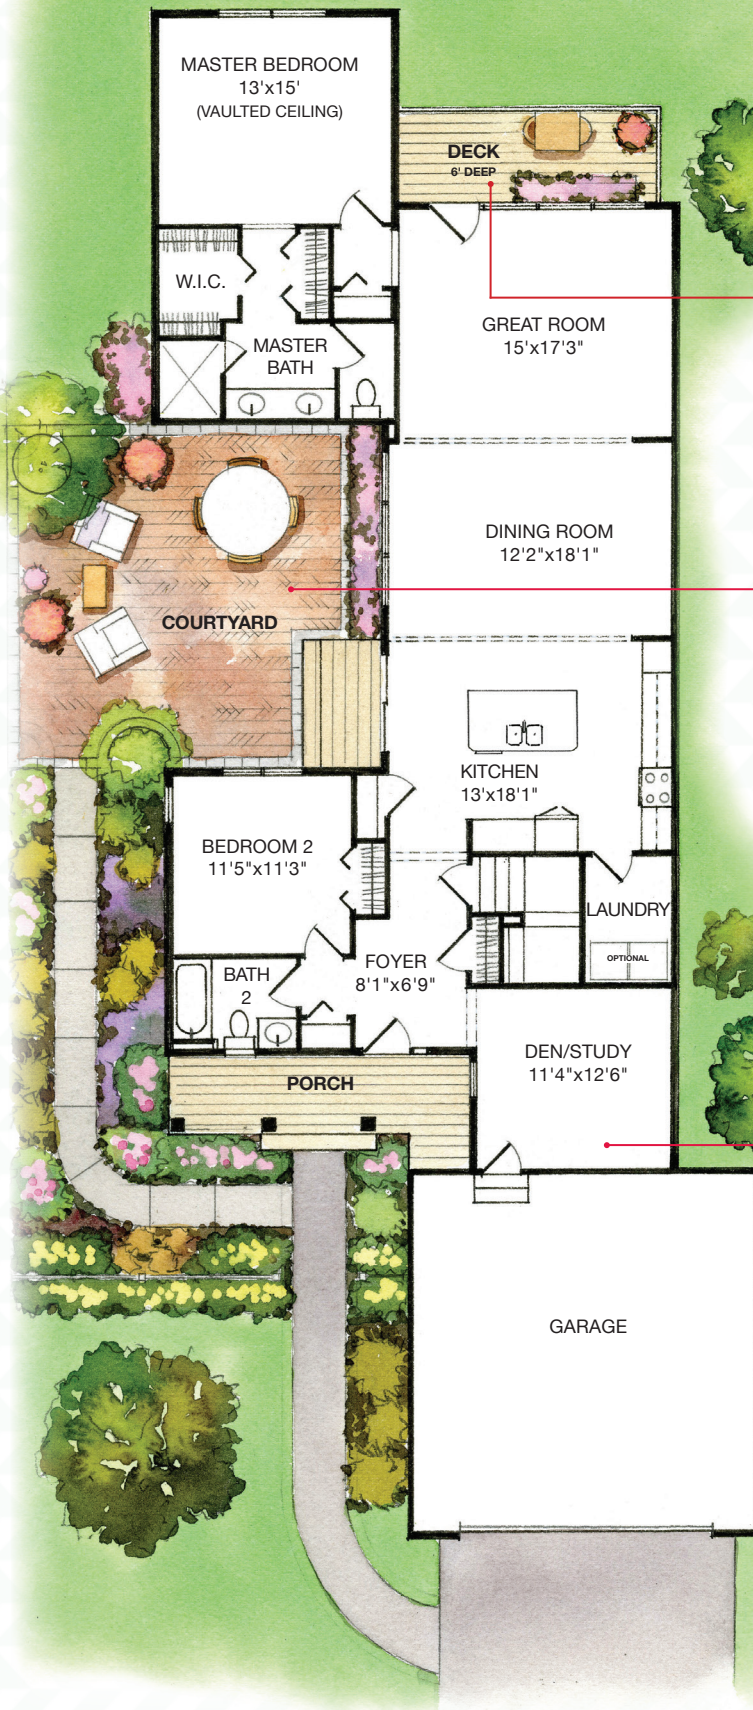 MASTER BEDROOM
13'x15'
(VAULTED CEILING)
DECK
6' DEEP
W.I.C.
GREAT ROOM
15'x17'3"
MASTER
BATH
DINING ROOM
12'2"x18'1"
COURTYARD
KITCHEN
13'x18'1"
BEDROOM 2
11'5"x11'3"
LAUNDRY
OPTIONAL
FOYER
8'1"x6'9"
BATH
2
DEN/STUDY
11'4"x12'6"
PORCH
GARAGE